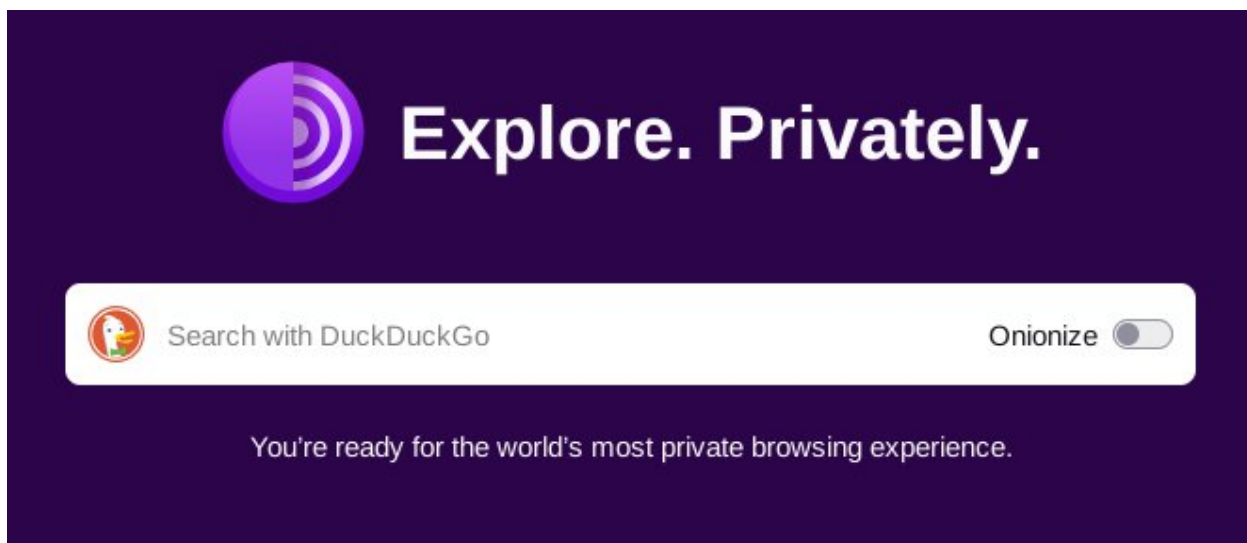 Explore. Privately.
Search with DuckDuckGo
Onionize
You're ready for the world's most private browsing experience.